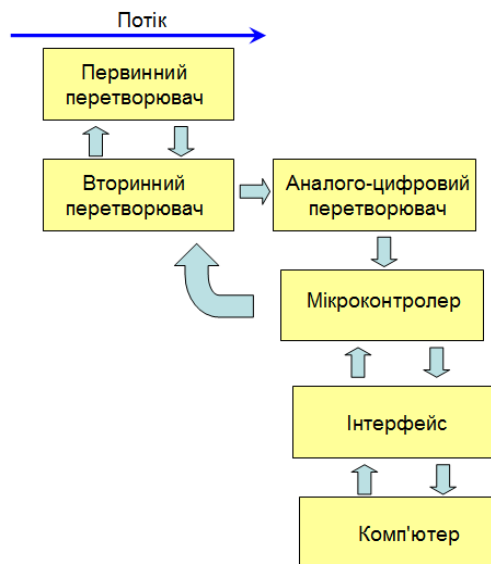 Потік
Первинний
перетворювач
Вторинний
перетворювач
Аналого-цифровий
перетворювач
Мікроконтролер
Інтерфейс
Комп'ютер